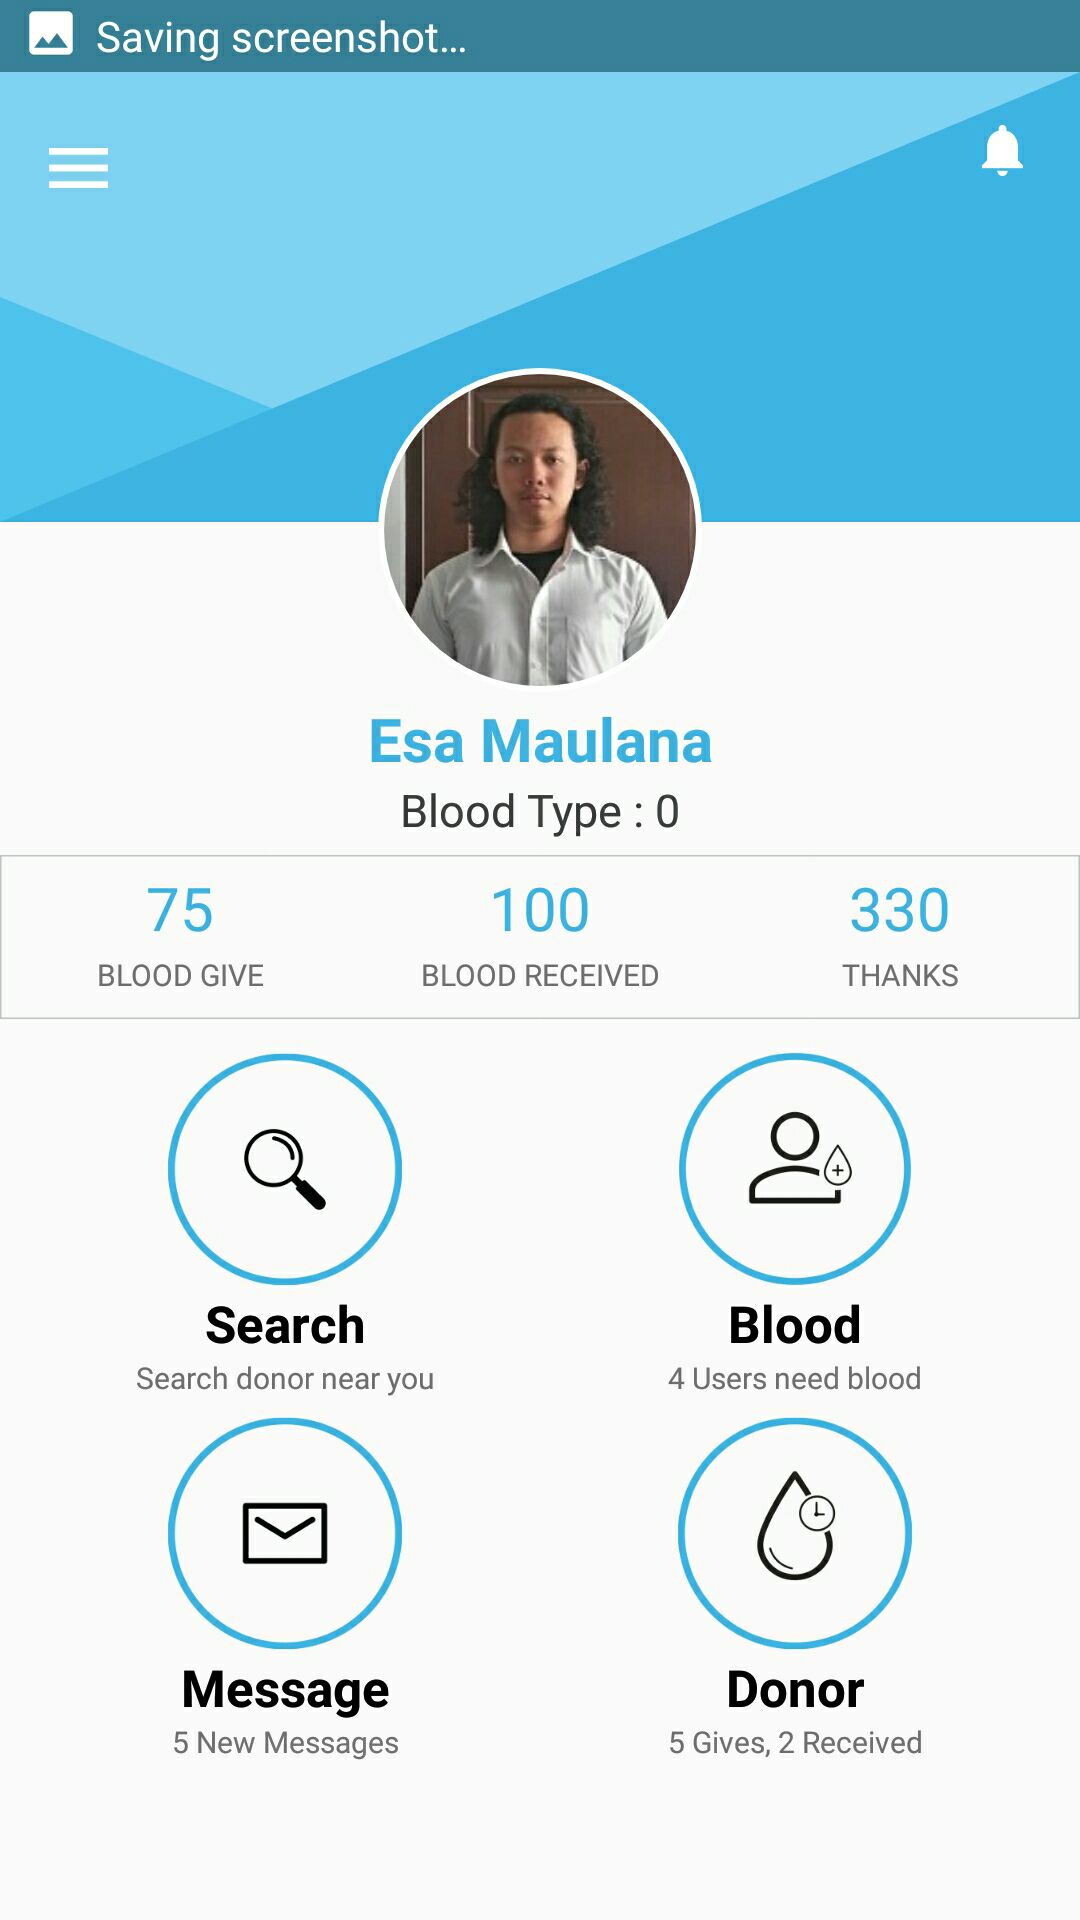 Saving screenshot...
Esa Maulana
Blood Type : 0
75 100 330
BLOOD GIVE BLOOD RECEIVED THANKS
Search Blood
Search donor near you 4 Users need blood
Message Donor
5 New Messages 5 Gives, 2 Received